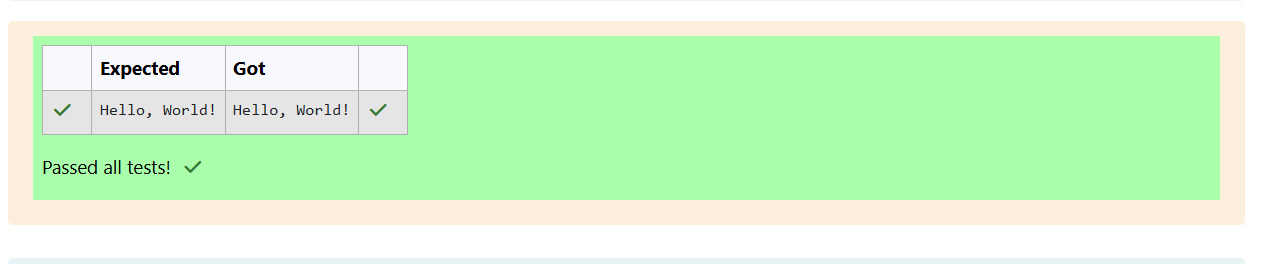 Expected Got
Hello, World! Hello, World!
Passed all tests!